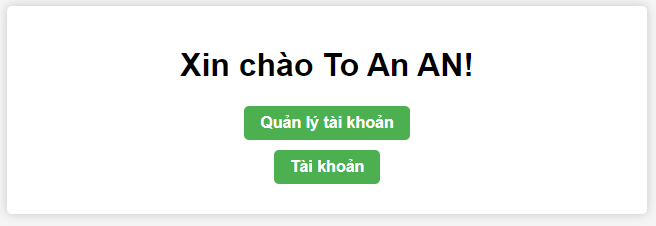 Xin chào To An AN!
Quản lý tài khoản
Tài khoản